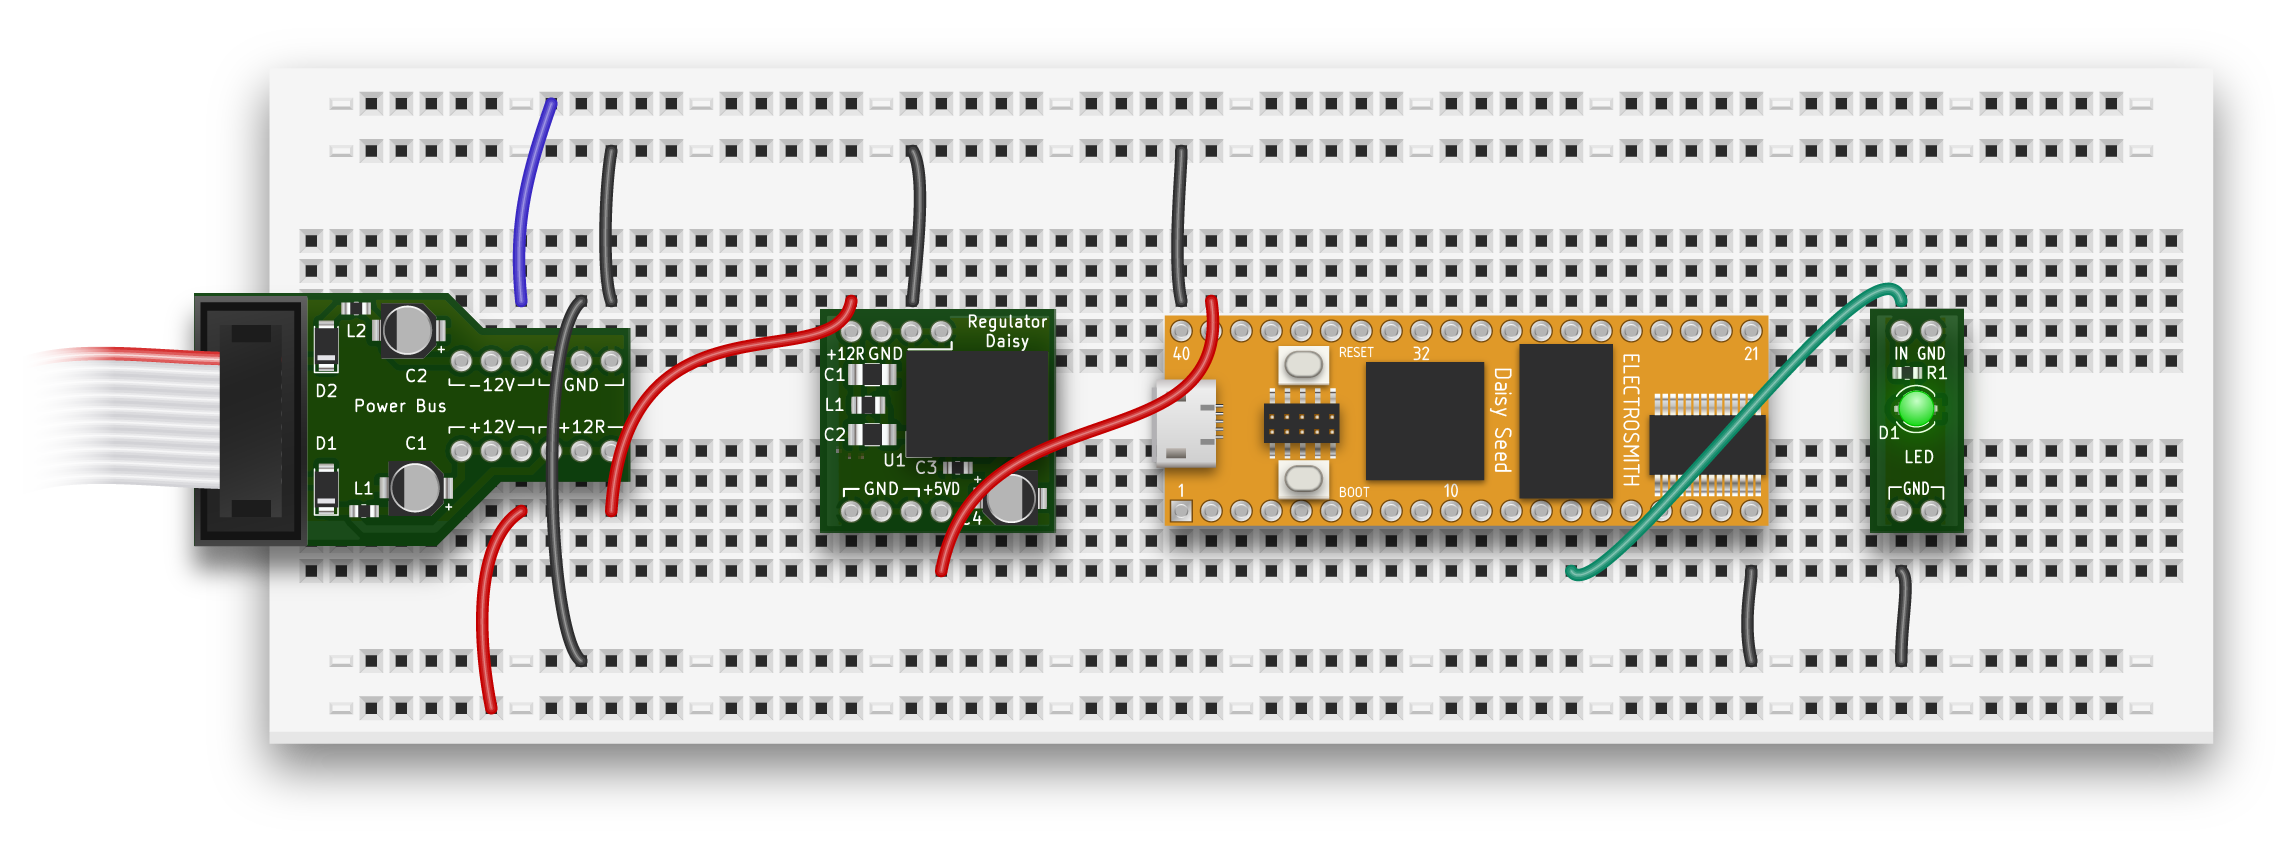 L2
D2
C2
+
-12V
GND
Power Bus
+12V
+12R
D1
C1
L1
+
Regulator
Daisy
+12R GND
C1
L1
C2
U1
C3
+
GND
+5VD
C4
40
RESET
32
21
Daisy Seed
ELECTROSMITH
1
BOOT
10
IN GND
R1
D1
LED
GND